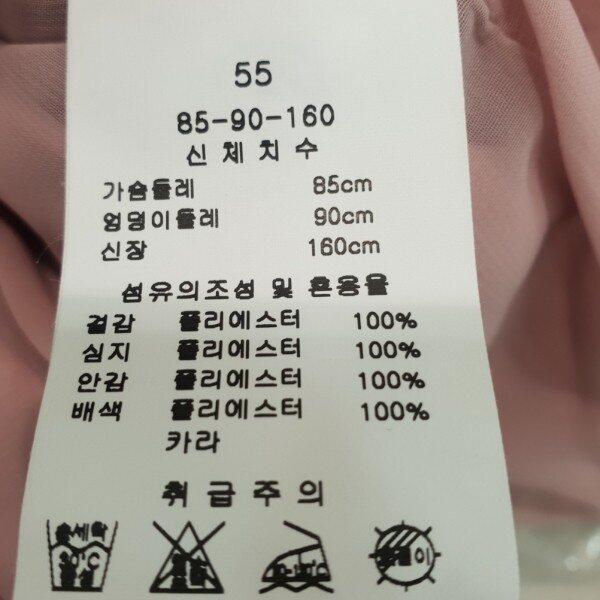 55
85-90-160
신체치수
가슴둘레 85cm
엉덩이둘레 90cm
신장 160cm
섬유의조성 및 혼용율
겉감 폴리에스터 100%
심지 폴리에스터 100%
안감 폴리에스터 100%
배색 폴리에스터 100%
카라
취급주의